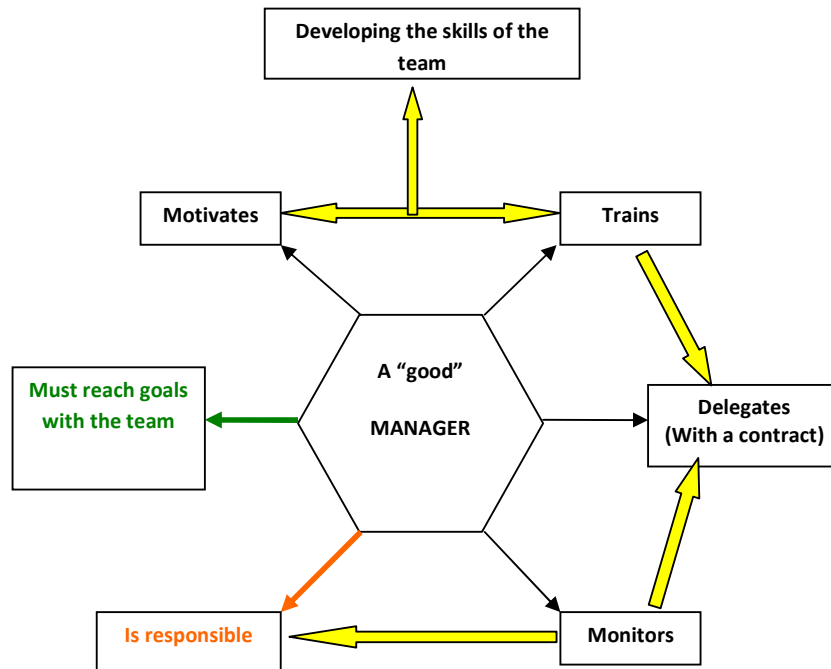 Developing the skills of the
team
Motivates
Trains
A “good”
MANAGER
Must reach goals
with the team
Delegates
(With a contract)
Is responsible
Monitors